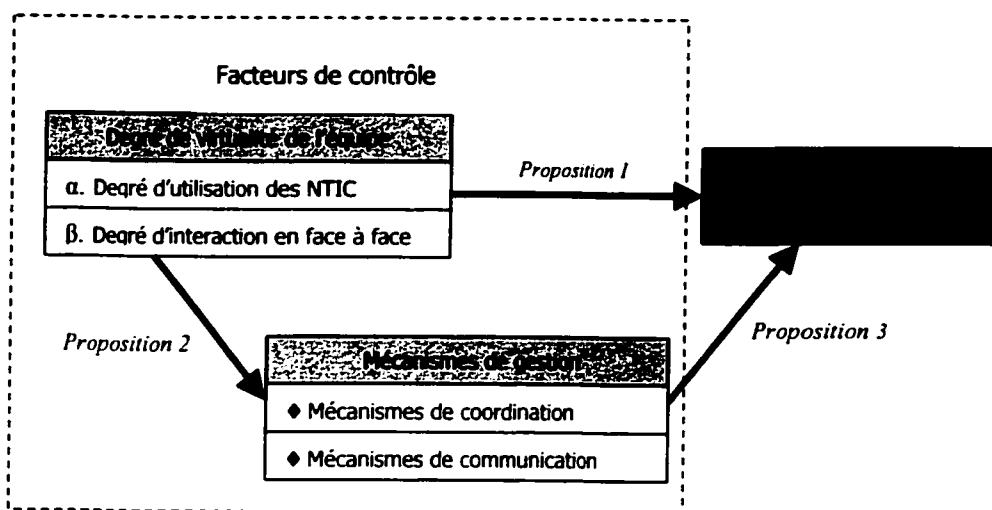 Facteurs de contrôle
Degré de virtualité de l'équipe
α. Degré d'utilisation des NTIC
β. Degré d'interaction en face à face
Proposition 1
Proposition 2
Mécanismes de gestion
♦ Mécanismes de coordination
♦ Mécanismes de communication
Proposition 3